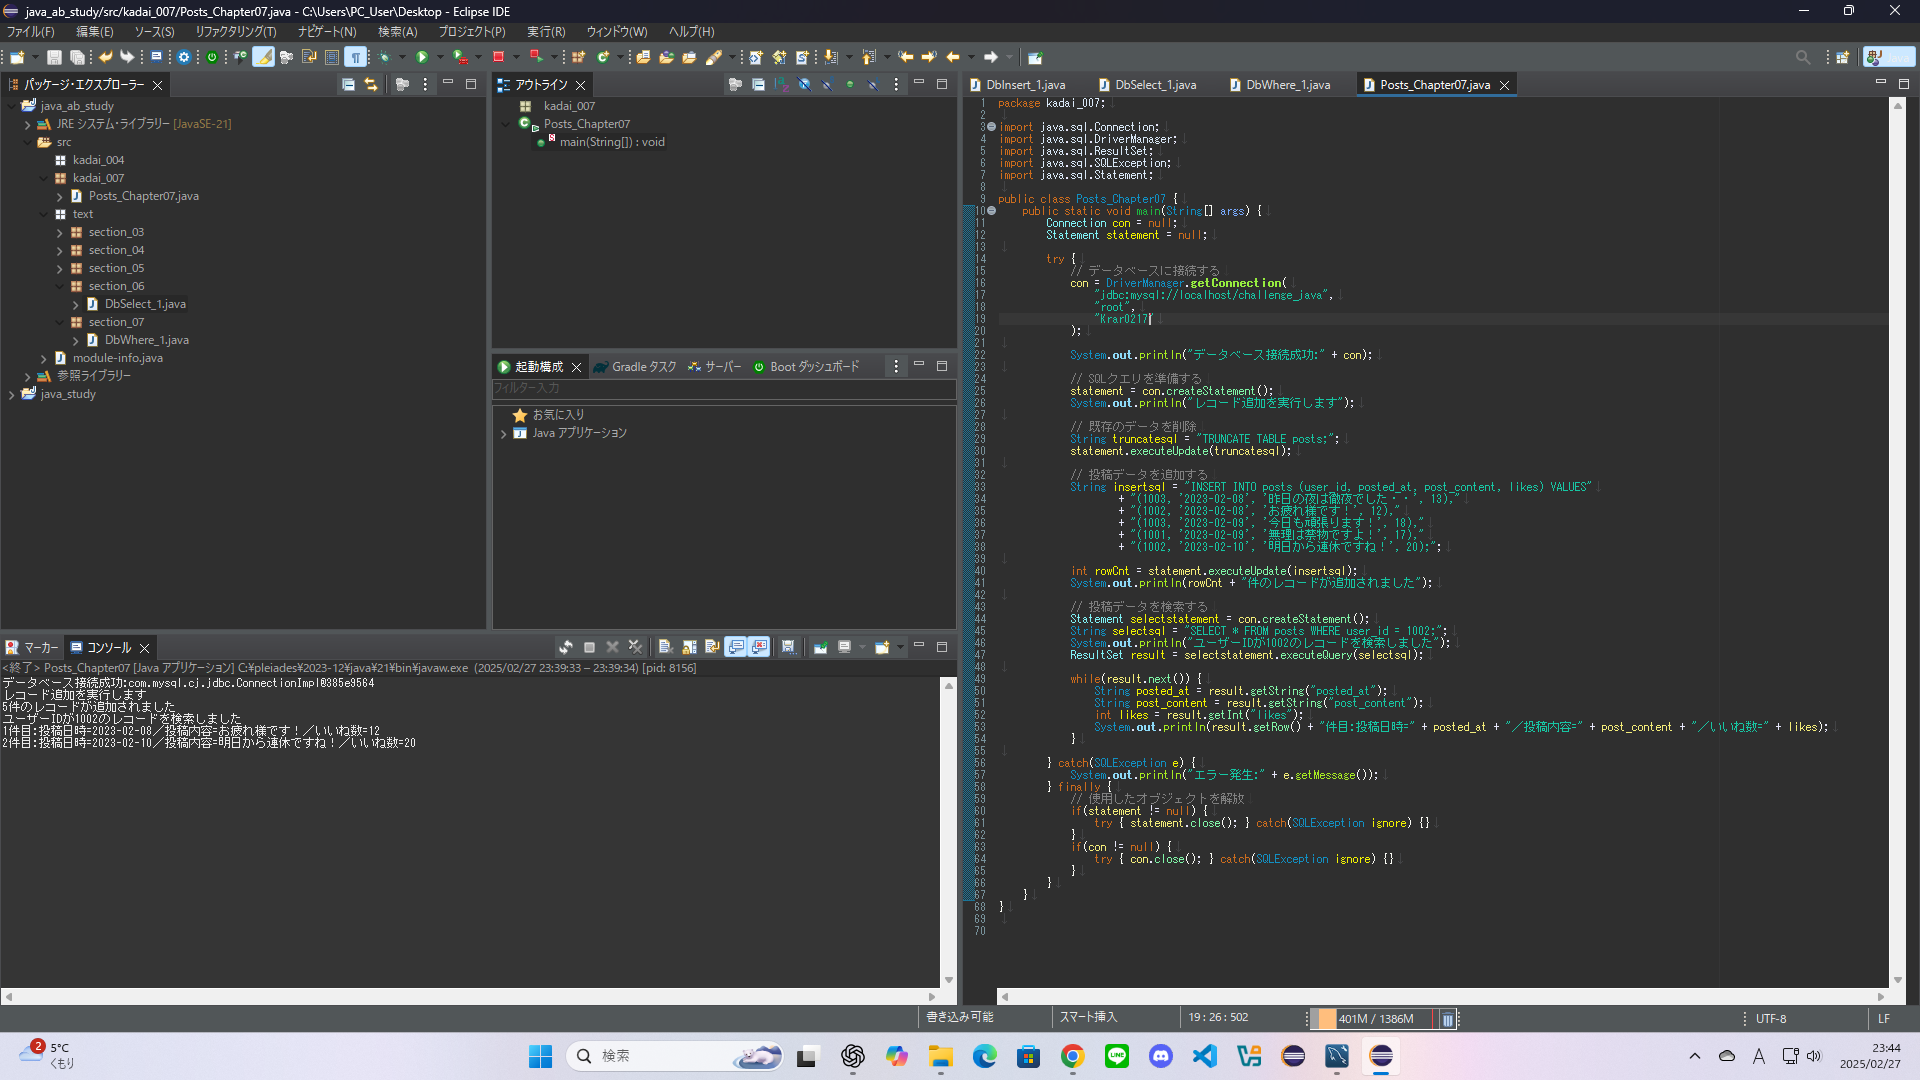 java_ab_study/src/kadai_007/Posts_Chapter07.java - C:\Users\PC_User\Desktop - Eclipse IDE
ファイル(F) 編集(E) ソース(S) リファクタリング(T) ナビゲート(N) 検索(A) プロジェクト(P) 実行(R) ウィンドウ(W) ヘルプ(H)
パッケージ・エクスプローラー
java_ab_study
JRE システム・ライブラリー [JavaSE-21]
src
kadai_004
kadai_007
Posts_Chapter07.java
text
section_03
section_04
section_05
section_06
DbSelect_1.java
section_07
DbWhere_1.java
module-info.java
参照ライブラリー
java_study
アウトライン
kadai_007
Posts_Chapter07
main(String[]) : void
起動構成 Gradle タスク サーバー Boot ダッシュボード
フィルター入力
お気に入り
Java アプリケーション
マーカー コンソール
<終了> Posts_Chapter07 [Java アプリケーション] C:¥pleiades¥2023-12¥java¥21¥bin¥javaw.exe (2025/02/27 23:39:33 – 23:39:34) [pid: 8156]
データベース接続成功:com.mysql.cj.jdbc.ConnectionImpl@385e9564
レコード追加を実行します
5件のレコードが追加されました
ユーザーIDが1002のレコードを検索しました
1件目:投稿日時=2023-02-08／投稿内容=お疲れ様です!／いいね数=12
2件目:投稿日時=2023-02-10／投稿内容=明日から連休ですね!／いいね数=20
DbInsert_1.java DbSelect_1.java DbWhere_1.java Posts_Chapter07.java
1 package kadai_007;
2
3 import java.sql.Connection;
4 import java.sql.DriverManager;
5 import java.sql.ResultSet;
6 import java.sql.SQLException;
7 import java.sql.Statement;
8
9 public class Posts_Chapter07 {
10 public static void main(String[] args) {
11 Connection con = null;
12 Statement statement = null;
13
14 try {
15 // データベースに接続する
16 con = DriverManager.getConnection(
17 "jdbc:mysql://localhost/challenge_java",
18 "root",
19 "Krar0217"
20 );
21
22 System.out.println("データベース接続成功:" + con);
23
24 // SQLクエリを準備する
25 statement = con.createStatement();
26 System.out.println("レコード追加を実行します");
27
28 // 既存のデータを削除
29 String truncatesql = "TRUNCATE TABLE posts;";
30 statement.executeUpdate(truncatesql);
31
32 // 投稿データを追加する
33 String insertsql = "INSERT INTO posts (user_id, posted_at, post_content, likes) VALUES"
34 + "(1003, '2023-02-08', '昨日の夜は徹夜でした・・', 13),"
35 + "(1002, '2023-02-08', 'お疲れ様です!', 12),"
36 + "(1003, '2023-02-09', '今日も頑張ります!', 18),"
37 + "(1001, '2023-02-09', '無理は禁物ですよ!', 17),"
38 + "(1002, '2023-02-10', '明日から連休ですね!', 20);";
39
40 int rowCnt = statement.executeUpdate(insertsql);
41 System.out.println(rowCnt + "件のレコードが追加されました");
42
43 // 投稿データを検索する
44 Statement selectstatement = con.createStatement();
45 String selectsql = "SELECT * FROM posts WHERE user_id = 1002;";
46 System.out.println("ユーザーIDが1002のレコードを検索しました");
47 ResultSet result = selectstatement.executeQuery(selectsql);
48
49 while(result.next()) {
50 String posted_at = result.getString("posted_at");
51 String post_content = result.getString("post_content");
52 int likes = result.getInt("likes");
53 System.out.println(result.getRow() + "件目:投稿日時=" + posted_at + "／投稿内容=" + post_content + "／いいね数=" + likes);
54 }
55
56 } catch(SQLException e) {
57 System.out.println("エラー発生:" + e.getMessage());
58 } finally {
59 // 使用したオブジェクトを解放
60 if(statement != null) {
61 try { statement.close(); } catch(SQLException ignore) {}
62 }
63 if(con != null) {
64 try { con.close(); } catch(SQLException ignore) {}
65 }
66 }
67 }
68 }
69
70
書き込み可能 スマート挿入 19 : 26 : 502 401M / 1386M UTF-8 LF
2
5°C
くもり
検索
A
23:44
2025/02/27